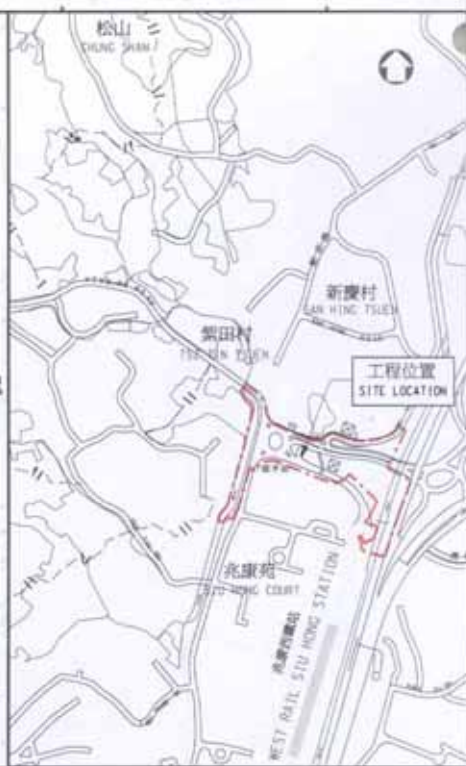 松山
CHUNG SHAN
新慶村
SAN HING TSUEN
紫田村
TSZ TIN TSUEN
工程位置
SITE LOCATION
兆康苑
SIU HONG COURT
兆康西鐵站
WEST RAIL SIU HONG STATION